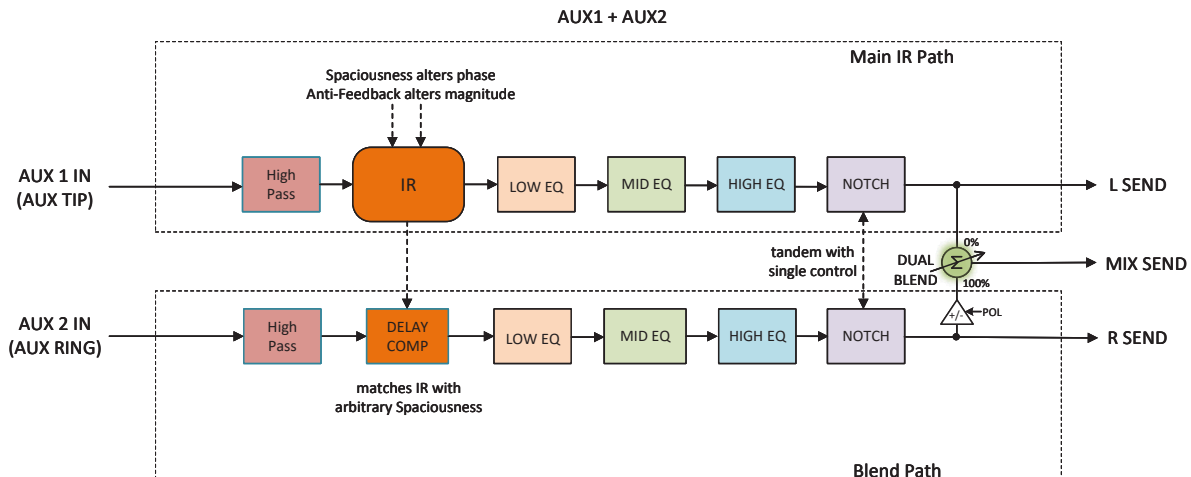 AUX1 + AUX2
Main IR Path
Spaciousness alters phase
Anti-Feedback alters magnitude
AUX 1 IN
(AUX TIP)
High
Pass
IR
LOW EQ
MID EQ
HIGH EQ
NOTCH
L SEND
tandem with
single control
DUAL
BLEND
0%
Σ
100%
MIX SEND
AUX 2 IN
(AUX RING)
High
Pass
DELAY
COMP
LOW EQ
MID EQ
HIGH EQ
NOTCH
+/-
POL
R SEND
matches IR with
arbitrary Spaciousness
Blend Path